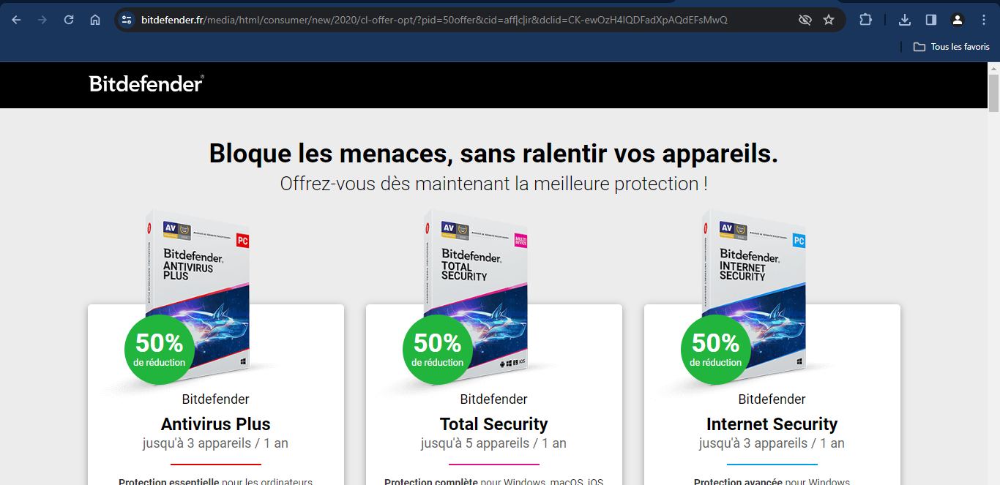 bitdefender.fr/media/html/consumer/new/2020/cl-offer-opt/?pid=50offer&cid=aff|c|ir&dclid=CK-ewOzH4IQDFadXpAQdEFsMwQ
Tous les favoris
Bitdefender®
Bloque les menaces, sans ralentir vos appareils.
Offrez-vous dès maintenant la meilleure protection !
AV
PC
Bitdefender
ANTIVIRUS
PLUS
50%
de réduction
Bitdefender
Antivirus Plus
jusqu'à 3 appareils / 1 an
Protection essentielle pour les ordinateurs
AV
MULTI
DEVICE
Bitdefender
TOTAL
SECURITY
iOS
50%
de réduction
Bitdefender
Total Security
jusqu'à 5 appareils / 1 an
Protection complète pour Windows, macOS, iOS
AV
PC
Bitdefender
INTERNET
SECURITY
50%
de réduction
Bitdefender
Internet Security
jusqu'à 3 appareils / 1 an
Protection avancée pour Windows